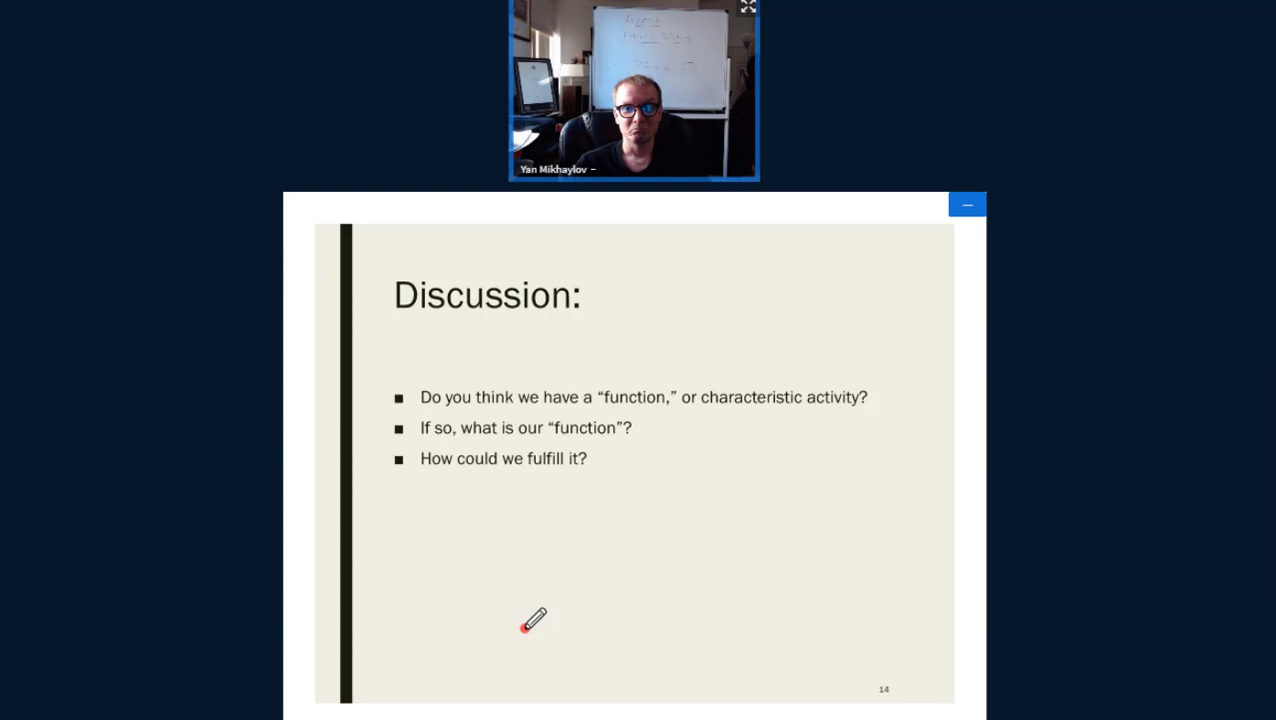 Yan Mikhaylov -
Discussion:
■ Do you think we have a “function,” or characteristic activity?
■ If so, what is our “function”?
■ How could we fulfill it?
14